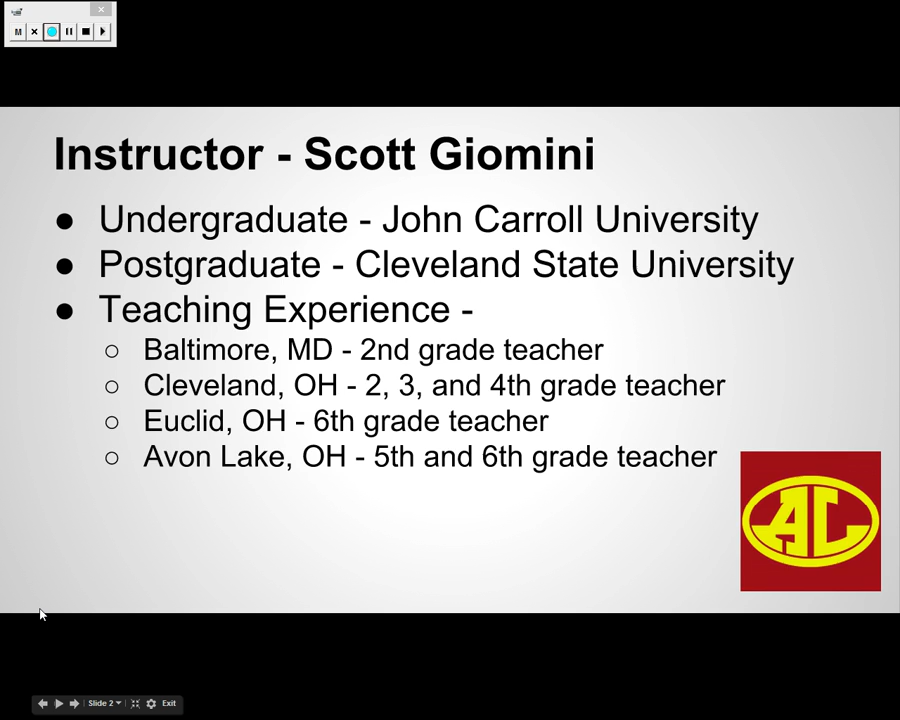 M
Instructor - Scott Giomini
● Undergraduate - John Carroll University
● Postgraduate - Cleveland State University
● Teaching Experience -
○ Baltimore, MD - 2nd grade teacher
○ Cleveland, OH - 2, 3, and 4th grade teacher
○ Euclid, OH - 6th grade teacher
○ Avon Lake, OH - 5th and 6th grade teacher
AL
Slide 2 Exit